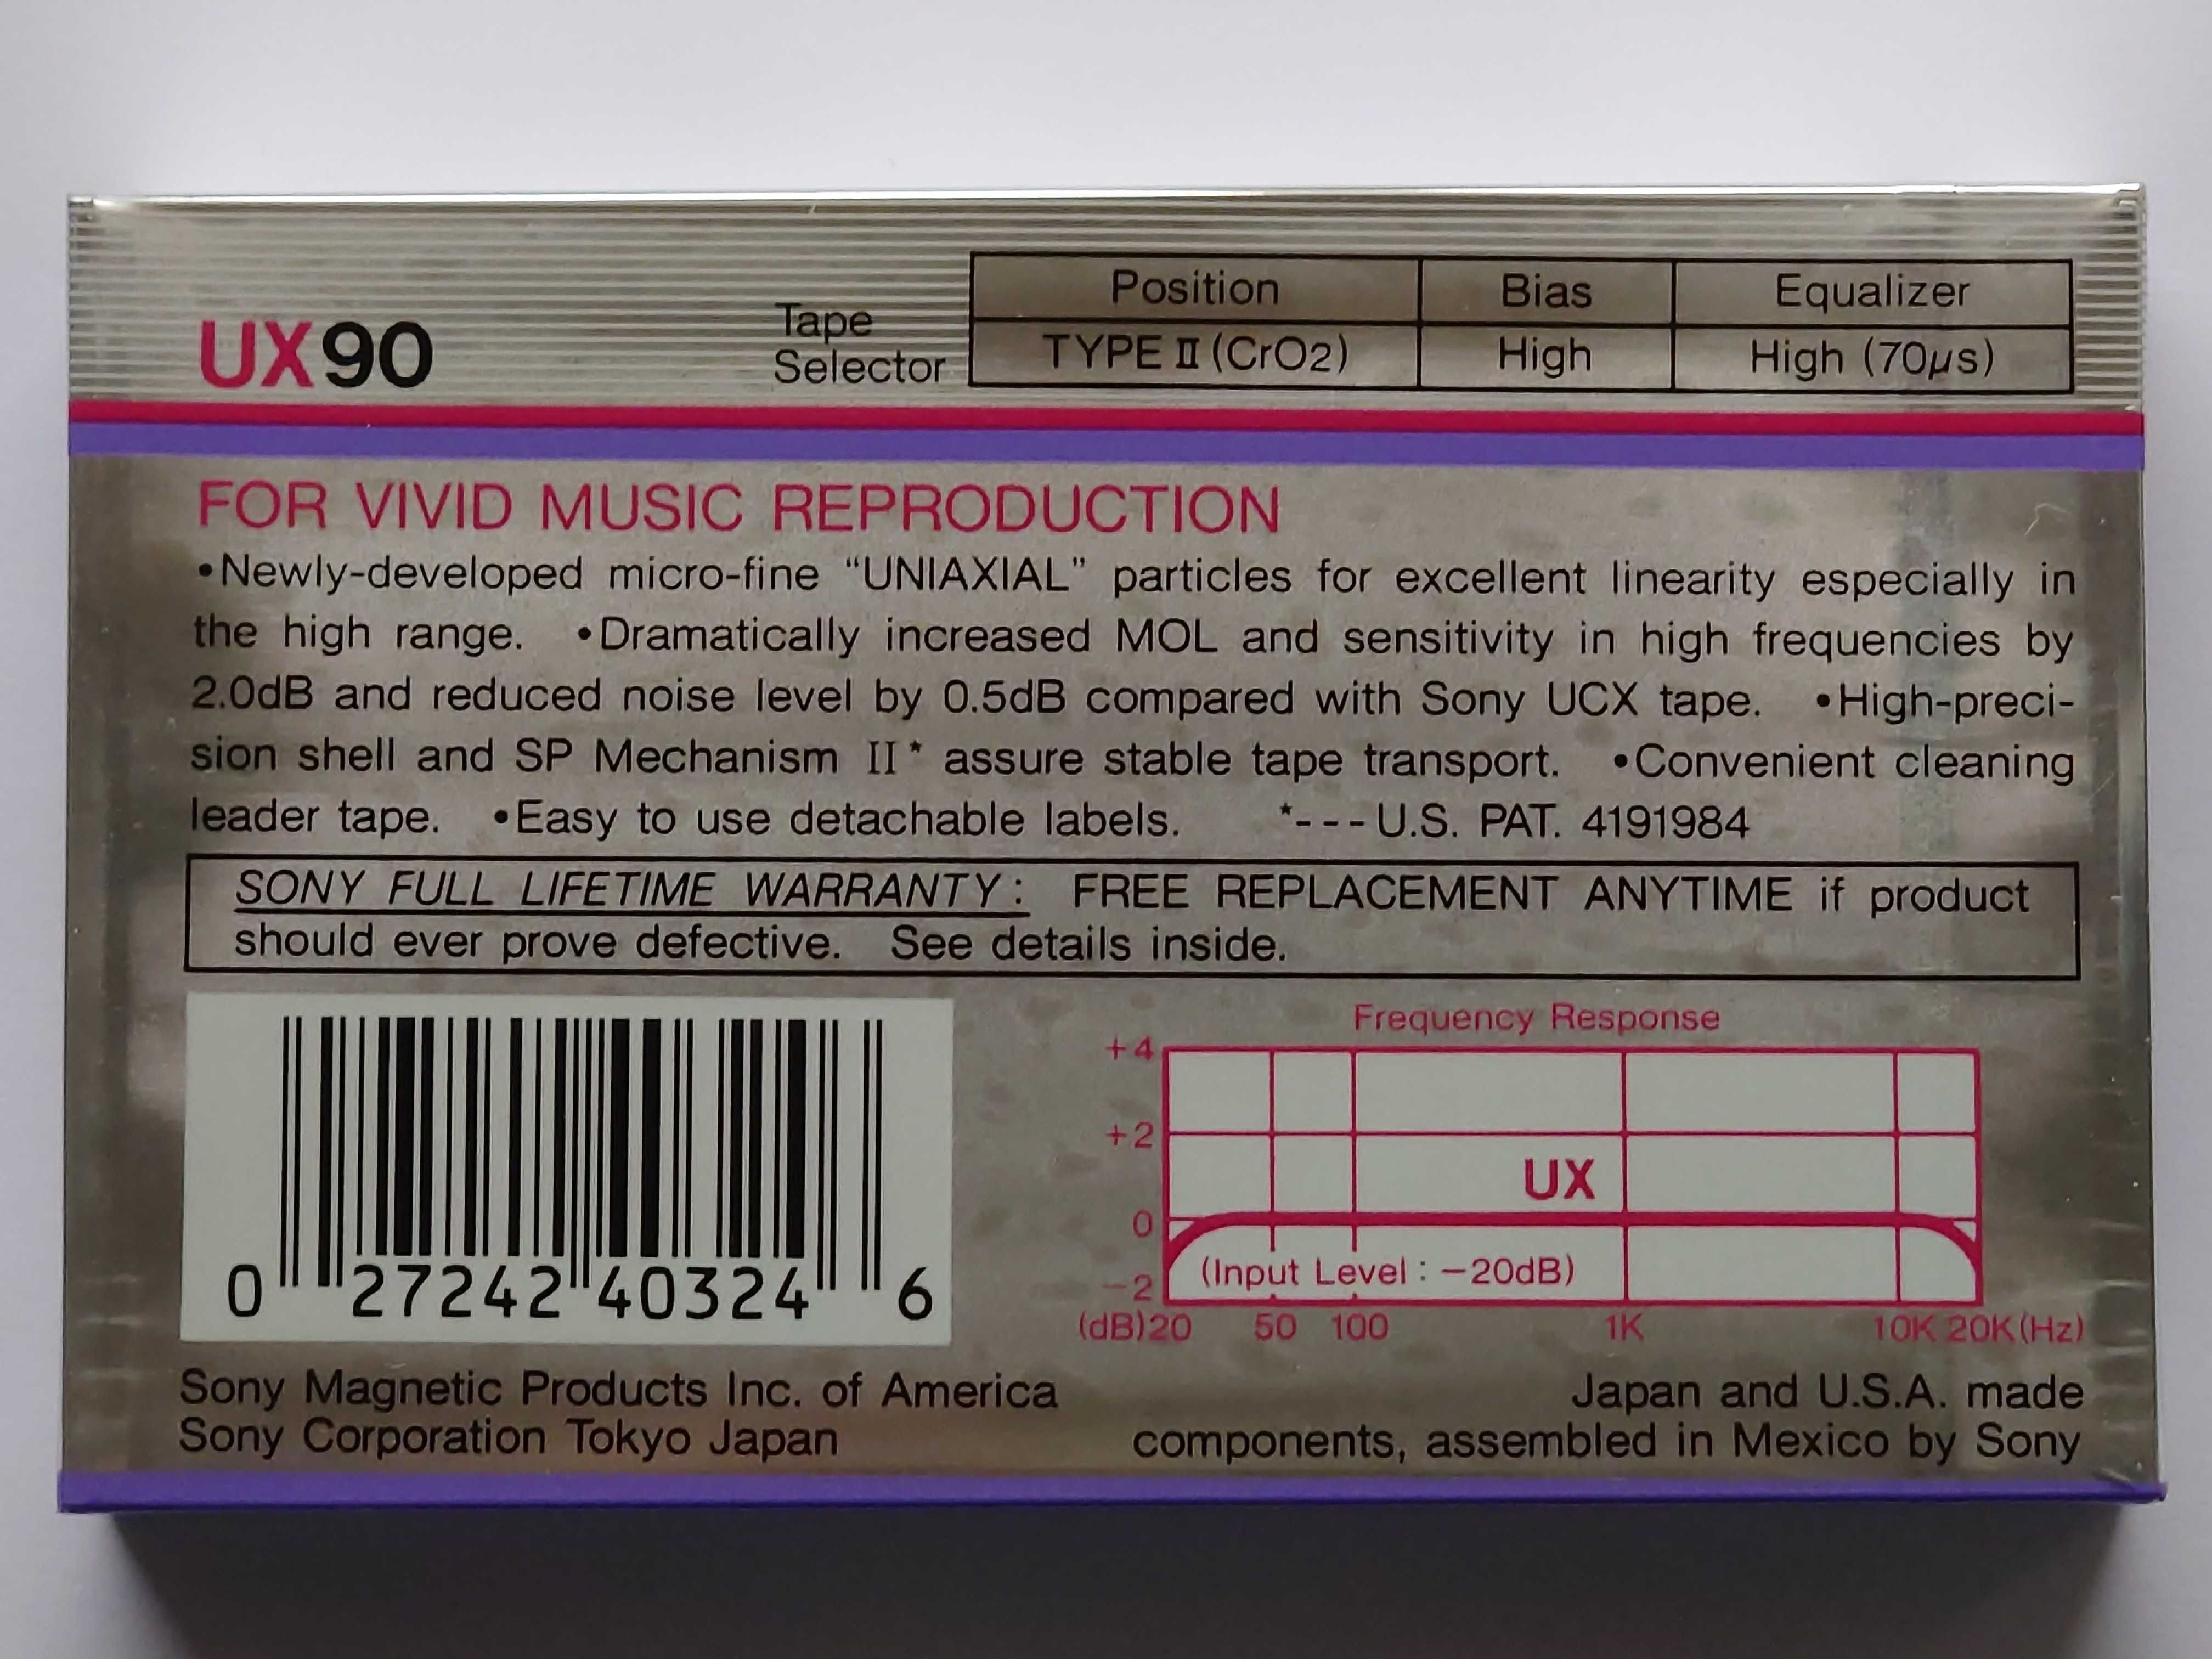 UX90
Tape
Selector
Position Bias Equalizer
TYPE II (CrO2) High High (70μs)
FOR VIVID MUSIC REPRODUCTION
•Newly-developed micro-fine “UNIAXIAL” particles for excellent linearity especially in
the high range. •Dramatically increased MOL and sensitivity in high frequencies by
2.0dB and reduced noise level by 0.5dB compared with Sony UCX tape. •High-preci-
sion shell and SP Mechanism II* assure stable tape transport. •Convenient cleaning
leader tape. •Easy to use detachable labels. *---U.S. PAT. 4191984
SONY FULL LIFETIME WARRANTY: FREE REPLACEMENT ANYTIME if product
should ever prove defective. See details inside.
0 27242 40324 6
Frequency Response
+4
+2
UX
0
(Input Level : −20dB)
−2
(dB) 20 50 100 1K 10K 20K (Hz)
Sony Magnetic Products Inc. of America
Sony Corporation Tokyo Japan
Japan and U.S.A. made
components, assembled in Mexico by Sony